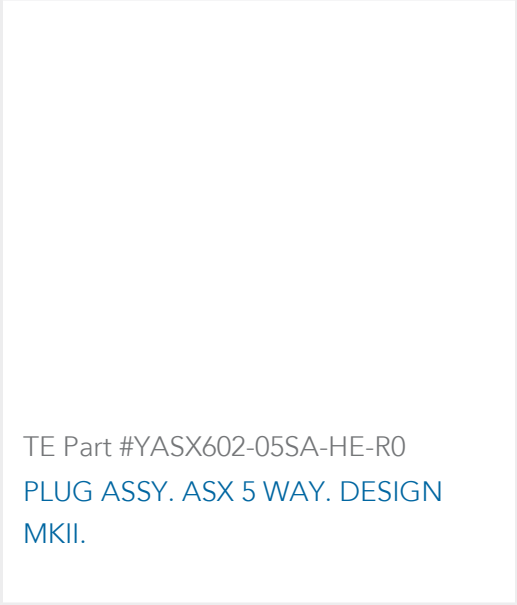 TE Part #YASX602-05SA-HE-R0
PLUG ASSY. ASX 5 WAY. DESIGN
MKII.